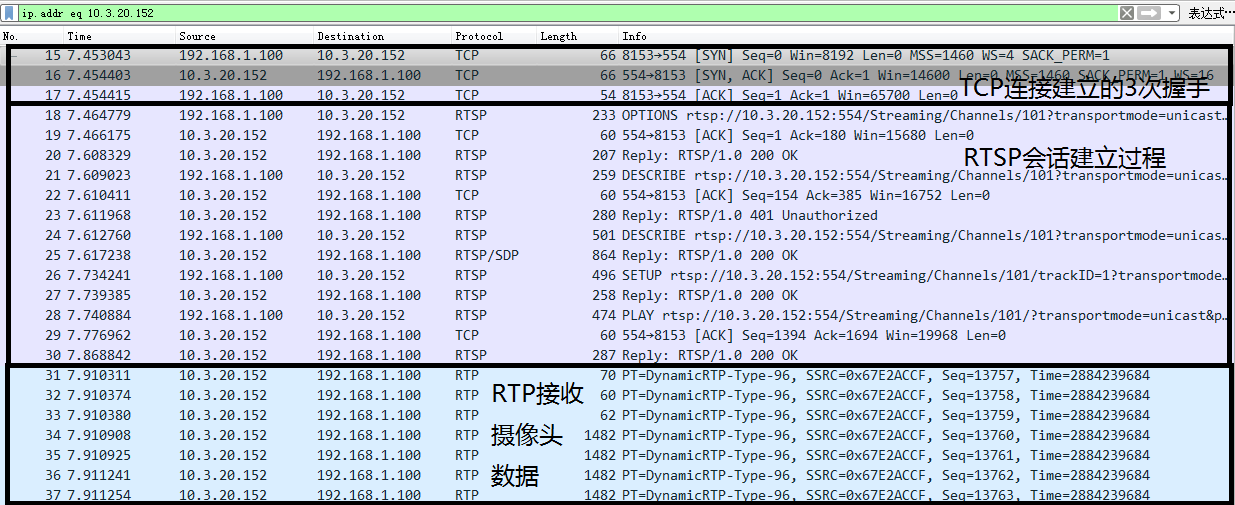 ip.addr eq 10.3.20.152 表达式…
No. Time Source Destination Protocol Length Info
15 7.453043 192.168.1.100 10.3.20.152 TCP 66 8153→554 [SYN] Seq=0 Win=8192 Len=0 MSS=1460 WS=4 SACK_PERM=1
16 7.454403 10.3.20.152 192.168.1.100 TCP 66 554→8153 [SYN, ACK] Seq=0 Ack=1 Win=14600 Len=0 MSS=1460 SACK_PERM=1 WS=16
17 7.454415 192.168.1.100 10.3.20.152 TCP 54 8153→554 [ACK] Seq=1 Ack=1 Win=65700 Len=0
TCP连接建立的3次握手
18 7.464779 192.168.1.100 10.3.20.152 RTSP 233 OPTIONS rtsp://10.3.20.152:554/Streaming/Channels/101?transportmode=unicast…
19 7.466175 10.3.20.152 192.168.1.100 TCP 60 554→8153 [ACK] Seq=1 Ack=180 Win=15680 Len=0
20 7.608329 10.3.20.152 192.168.1.100 RTSP 207 Reply: RTSP/1.0 200 OK
RTSP会话建立过程
21 7.609023 192.168.1.100 10.3.20.152 RTSP 259 DESCRIBE rtsp://10.3.20.152:554/Streaming/Channels/101?transportmode=unicas…
22 7.610411 10.3.20.152 192.168.1.100 TCP 60 554→8153 [ACK] Seq=154 Ack=385 Win=16752 Len=0
23 7.611968 10.3.20.152 192.168.1.100 RTSP 280 Reply: RTSP/1.0 401 Unauthorized
24 7.612760 192.168.1.100 10.3.20.152 RTSP 501 DESCRIBE rtsp://10.3.20.152:554/Streaming/Channels/101?transportmode=unicas…
25 7.617238 10.3.20.152 192.168.1.100 RTSP/SDP 864 Reply: RTSP/1.0 200 OK
26 7.734241 192.168.1.100 10.3.20.152 RTSP 496 SETUP rtsp://10.3.20.152:554/Streaming/Channels/101/trackID=1?transportmode…
27 7.739385 10.3.20.152 192.168.1.100 RTSP 258 Reply: RTSP/1.0 200 OK
28 7.740884 192.168.1.100 10.3.20.152 RTSP 474 PLAY rtsp://10.3.20.152:554/Streaming/Channels/101/?transportmode=unicast&p…
29 7.776962 10.3.20.152 192.168.1.100 TCP 60 554→8153 [ACK] Seq=1394 Ack=1694 Win=19968 Len=0
30 7.868842 10.3.20.152 192.168.1.100 RTSP 287 Reply: RTSP/1.0 200 OK
31 7.910311 10.3.20.152 192.168.1.100 RTP 70 PT=DynamicRTP-Type-96, SSRC=0x67E2ACCF, Seq=13757, Time=2884239684
32 7.910374 10.3.20.152 192.168.1.100 RTP 60 PT=DynamicRTP-Type-96, SSRC=0x67E2ACCF, Seq=13758, Time=2884239684
RTP接收
33 7.910380 10.3.20.152 192.168.1.100 RTP 62 PT=DynamicRTP-Type-96, SSRC=0x67E2ACCF, Seq=13759, Time=2884239684
34 7.910908 10.3.20.152 192.168.1.100 RTP 1482 PT=DynamicRTP-Type-96, SSRC=0x67E2ACCF, Seq=13760, Time=2884239684
摄像头
35 7.910925 10.3.20.152 192.168.1.100 RTP 1482 PT=DynamicRTP-Type-96, SSRC=0x67E2ACCF, Seq=13761, Time=2884239684
36 7.911241 10.3.20.152 192.168.1.100 RTP 1482 PT=DynamicRTP-Type-96, SSRC=0x67E2ACCF, Seq=13762, Time=2884239684
数据
37 7.911254 10.3.20.152 192.168.1.100 RTP 1482 PT=DynamicRTP-Type-96, SSRC=0x67E2ACCF, Seq=13763, Time=2884239684